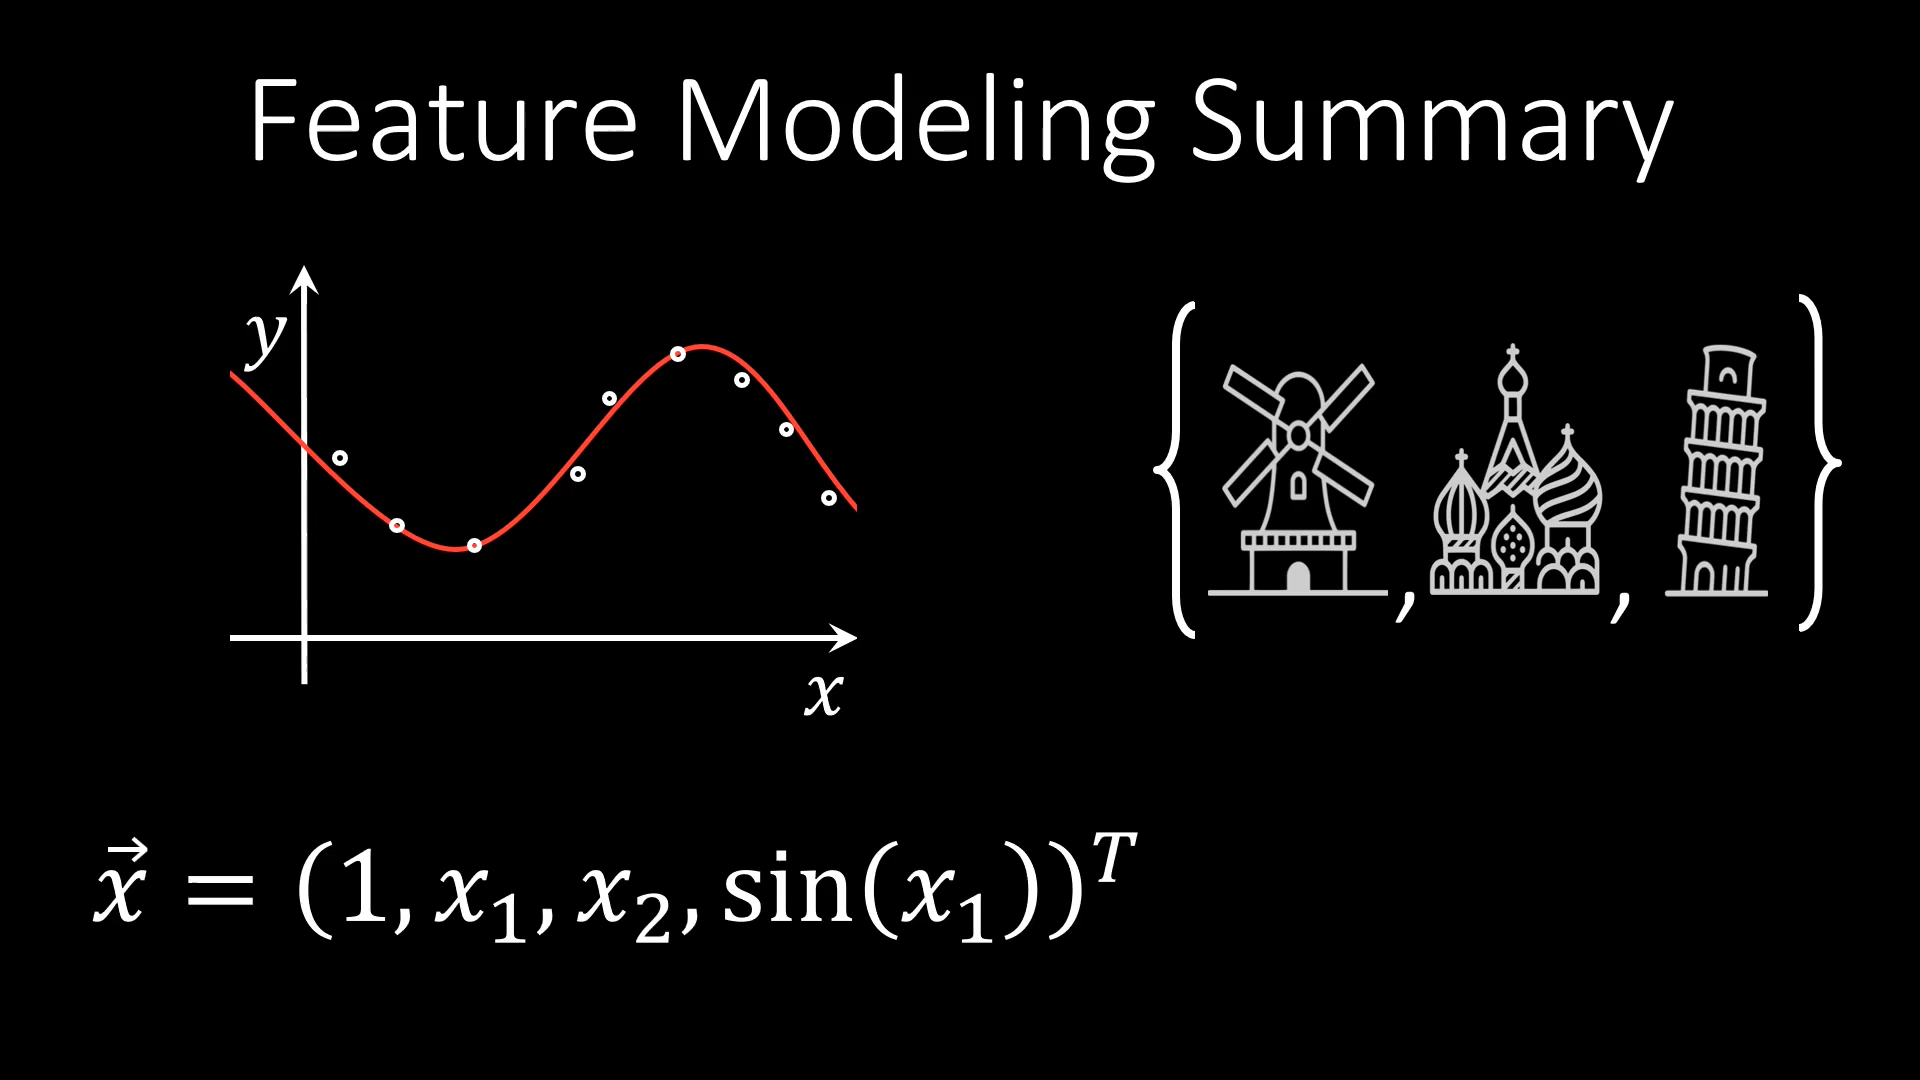 Feature Modeling Summary
y
{ , , }
x
x⃗ = (1, x₁, x₂, sin(x₁))ᵀ